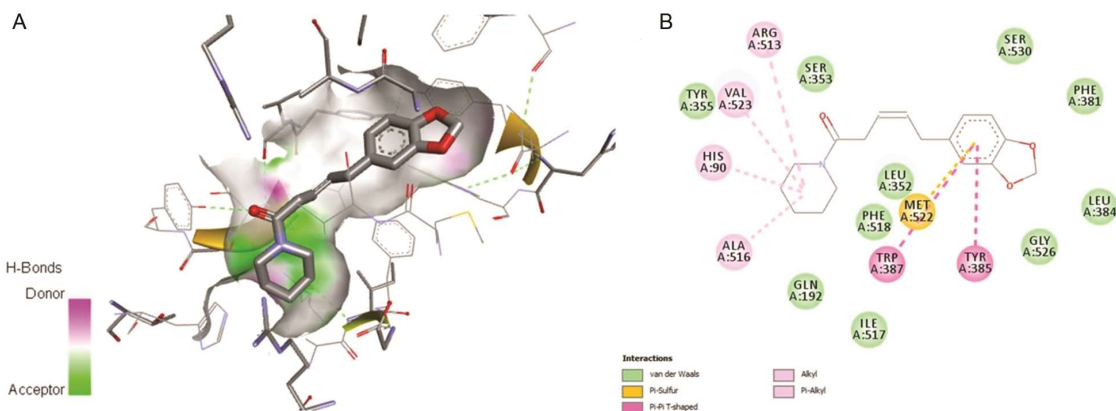 A
H-Bonds
Donor
Acceptor
B
ARG
A:513
SER
A:530
SER
A:353
TYR
A:355
VAL
A:523
PHE
A:381
O
HIS
A:90
N
LEU
A:352
O
O
MET
A:522
LEU
A:384
PHE
A:518
ALA
A:516
TRP
A:387
TYR
A:385
GLY
A:526
GLN
A:192
ILE
A:517
Interactions
van der Waals
Alkyl
Pi-Sulfur
Pi-Alkyl
Pi-Pi T-shaped